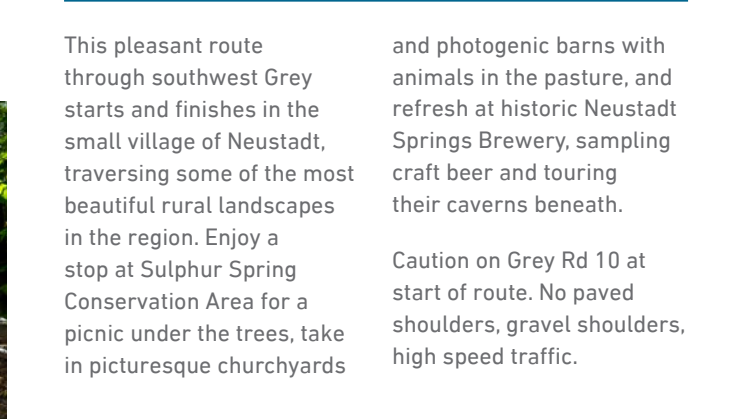 This pleasant route
through southwest Grey
starts and finishes in the
small village of Neustadt,
traversing some of the most
beautiful rural landscapes
in the region. Enjoy a
stop at Sulphur Spring
Conservation Area for a
picnic under the trees, take
in picturesque churchyards
and photogenic barns with
animals in the pasture, and
refresh at historic Neustadt
Springs Brewery, sampling
craft beer and touring
their caverns beneath.
Caution on Grey Rd 10 at
start of route. No paved
shoulders, gravel shoulders,
high speed traffic.